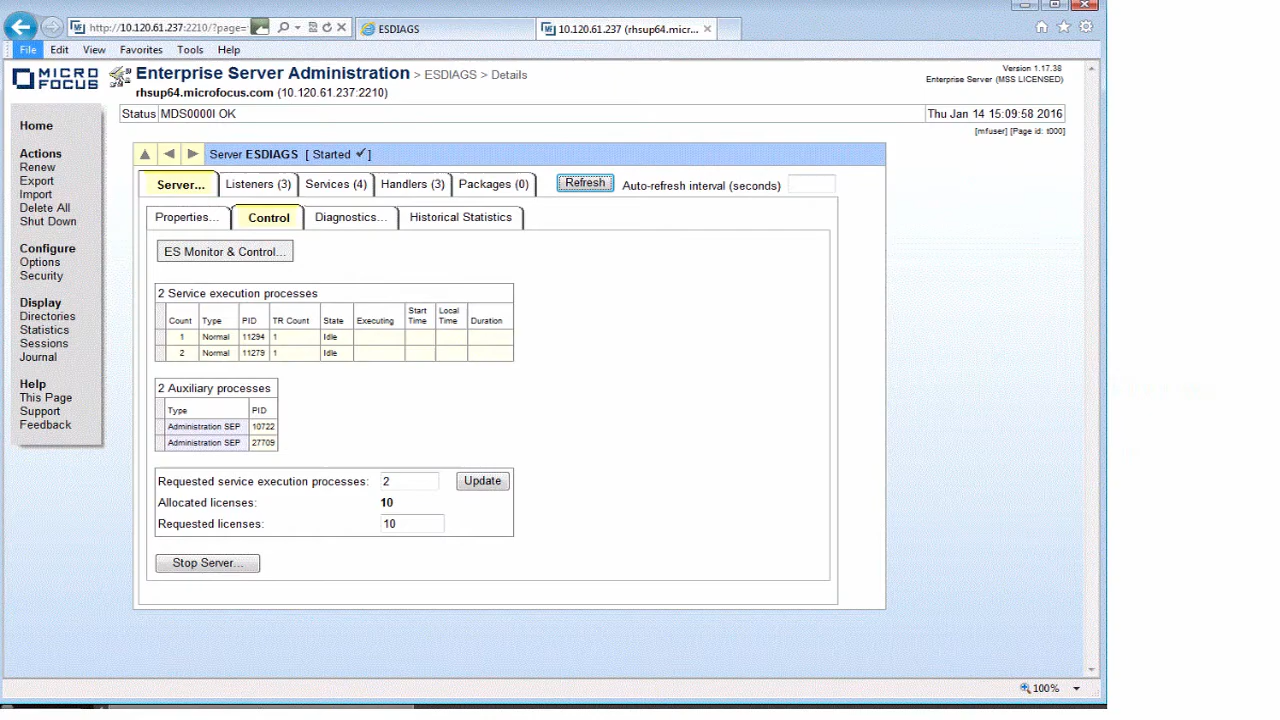 http://10.120.61.237:2210/?page=
ESDIAGS
10.120.61.237 (rhsup64.micr...
File Edit View Favorites Tools Help
MICRO FOCUS
Enterprise Server Administration > ESDIAGS > Details
rhsup64.microfocus.com (10.120.61.237:2210)
Version 1.17.38
Enterprise Server (MSS LICENSED)
Status MDS0000I OK
Thu Jan 14 15:09:58 2016
[mfuser] [Page id: t000]
Home
Actions
Renew
Export
Import
Delete All
Shut Down
Configure
Options
Security
Display
Directories
Statistics
Sessions
Journal
Help
This Page
Support
Feedback
Server ESDIAGS [ Started ✓ ]
Server... Listeners (3) Services (4) Handlers (3) Packages (0) Refresh Auto-refresh interval (seconds)
Properties... Control Diagnostics... Historical Statistics
ES Monitor & Control...
2 Service execution processes
Count Type PID TR Count State Executing Start Time Local Time Duration
1 Normal 11294 1 Idle
2 Normal 11279 1 Idle
2 Auxiliary processes
Type PID
Administration SEP 10722
Administration SEP 27709
Requested service execution processes: 2 Update
Allocated licenses: 10
Requested licenses: 10
Stop Server...
100%